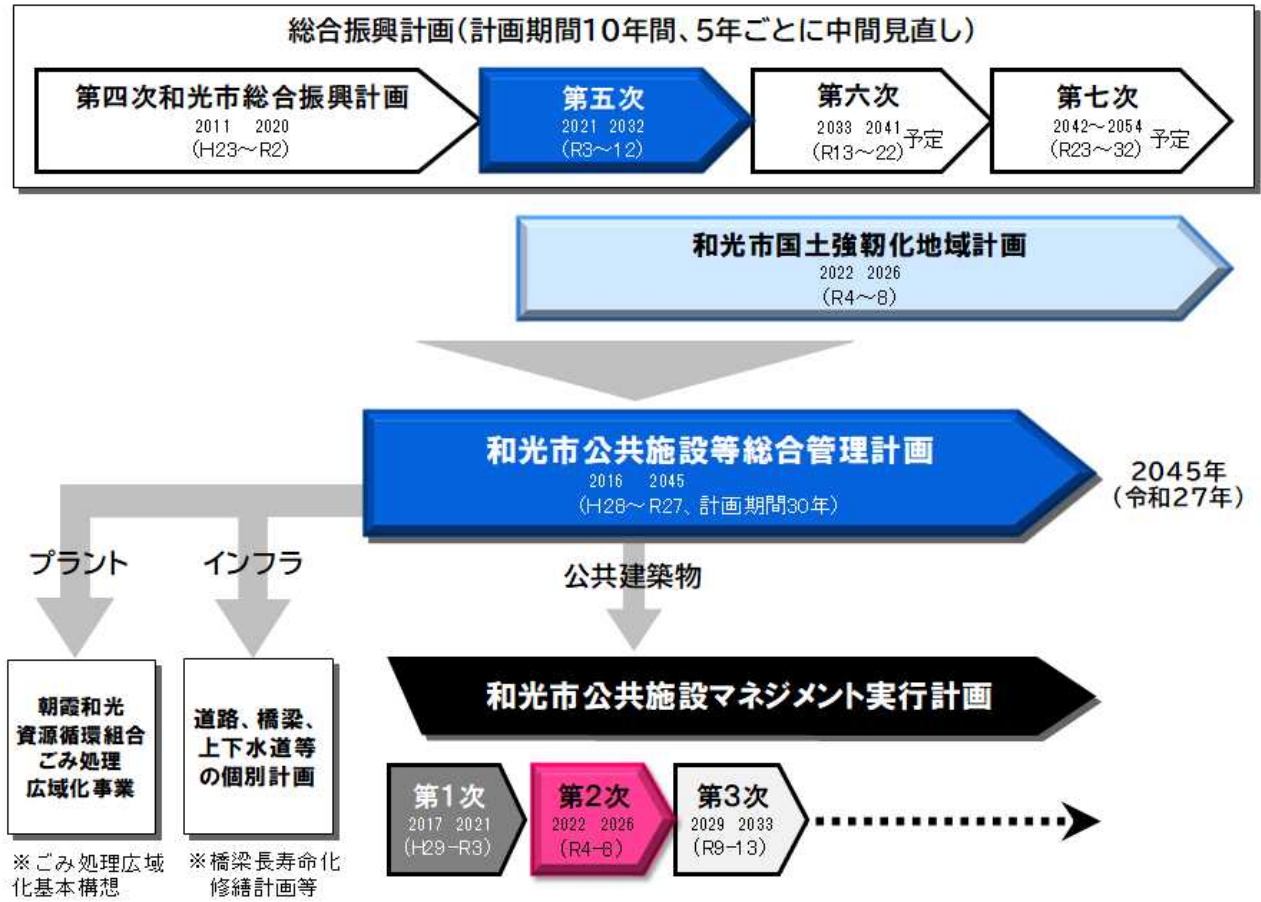 総合振興計画(計画期間10年間、5年ごとに中間見直し)
第四次和光市総合振興計画
2011 2020
(H23～R2)
第五次
2021 2032
(R3～12)
第六次
2033 2041
(R13～22)予定
第七次
2042～2054
(R23～32)予定
和光市国土強靭化地域計画
2022 2026
(R4～8)
和光市公共施設等総合管理計画
2016 2045
(H28～R27、計画期間30年)
2045年
(令和27年)
プラント
インフラ
公共建築物
朝霞和光
資源循環組合
ごみ処理
広域化事業
※ごみ処理広域
化基本構想
道路、橋梁、
上下水道等
の個別計画
※橋梁長寿命化
修繕計画等
和光市公共施設マネジメント実行計画
第1次
2017 2021
(H29-R3)
第2次
2022 2026
(R4-8)
第3次
2029 2033
(R9-13)